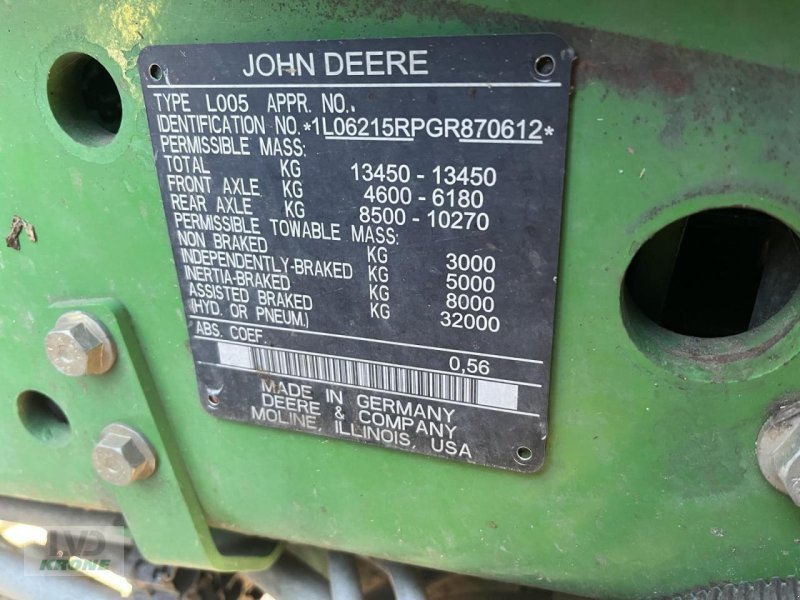 JOHN DEERE
TYPE L005 APPR. NO..
IDENTIFICATION NO.*1L06215RPGR870612*
PERMISSIBLE MASS:
TOTAL KG 13450 - 13450
FRONT AXLE KG 4600 - 6180
REAR AXLE KG 8500 - 10270
PERMISSIBLE TOWABLE MASS:
NON BRAKED KG 3000
INDEPENDENTLY-BRAKED KG 5000
INERTIA-BRAKED KG 8000
ASSISTED BRAKED KG 32000
(HYD. OR PNEUM.)
ABS. COEF. 0,56
MADE IN GERMANY
DEERE & COMPANY
MOLINE, ILLINOIS, USA
LVD
KRONE